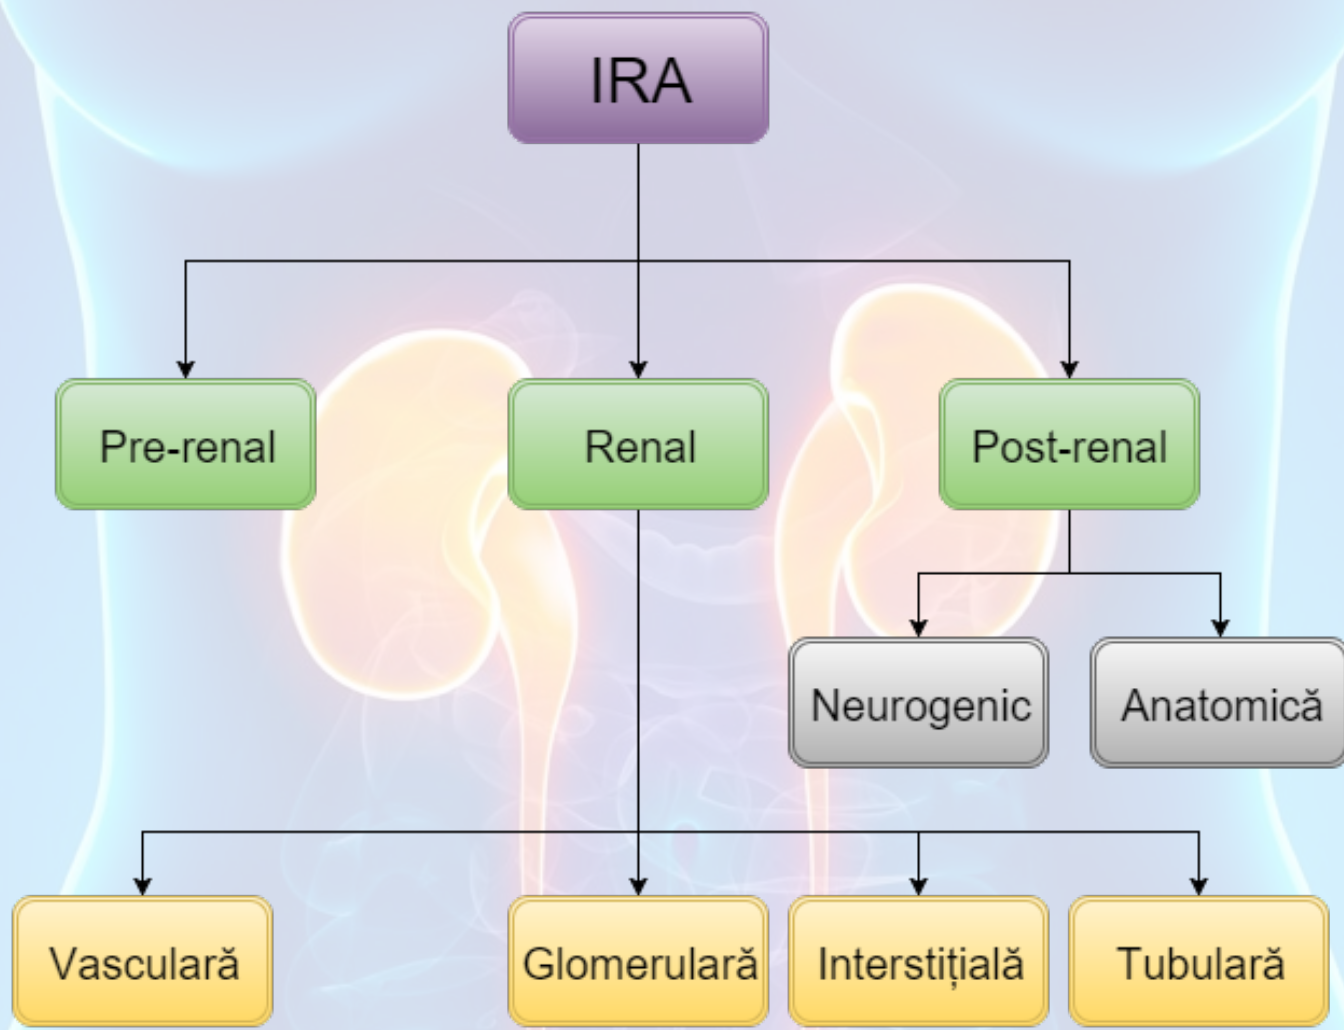 IRA
Pre-renal
Renal
Post-renal
Neurogenic
Anatomică
Vasculară
Glomerulară
Interstițială
Tubulară